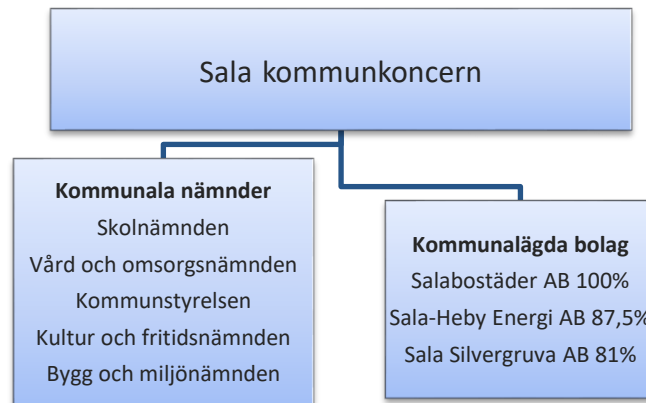 Sala kommunkoncern
Kommunala nämnder
Skolnämnden
Vård och omsorgsnämnden
Kommunstyrelsen
Kultur och fritidsnämnden
Bygg och miljönämnden
Kommunalägda bolag
Salabostäder AB 100%
Sala-Heby Energi AB 87,5%
Sala Silvergruva AB 81%